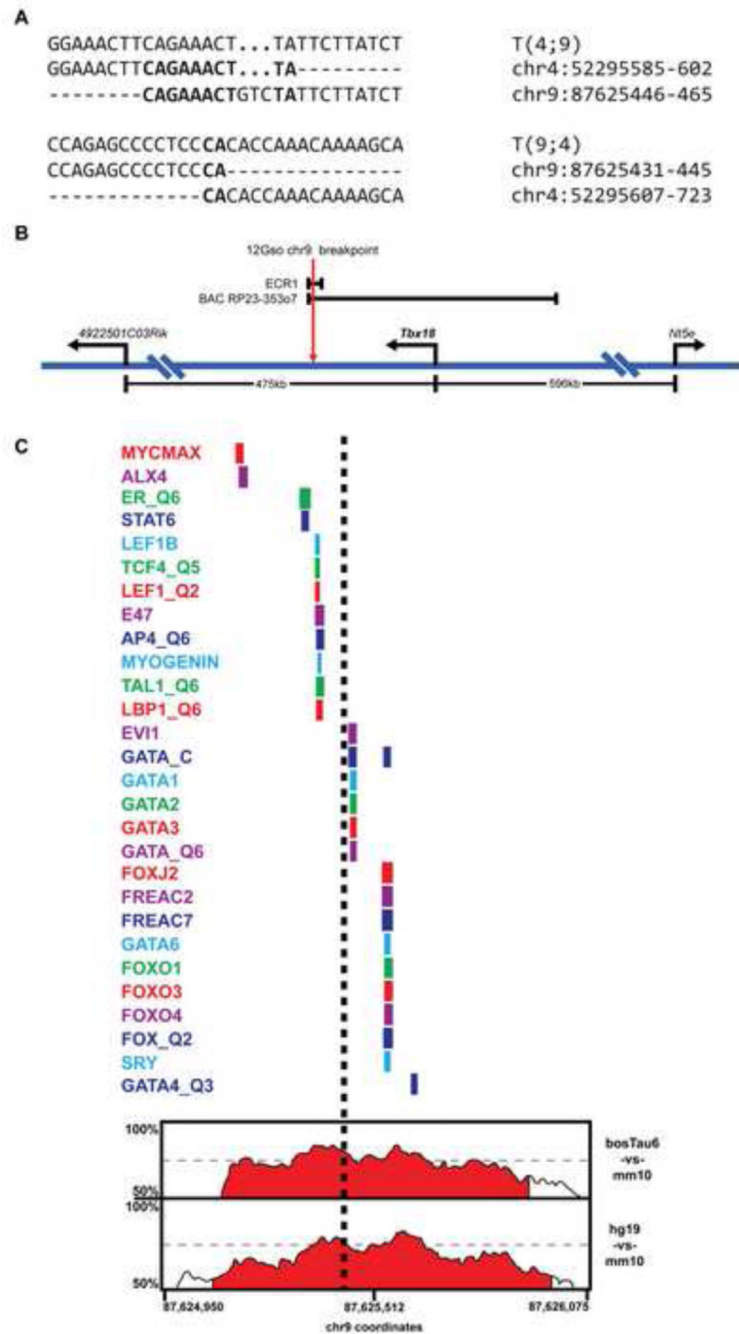 A
GGAAACTTCAGAAACT...TATTCTTATCT T(4;9)
GGAAACTTCAGAAACT...TA---------- chr4:52295585-602
--------CAGAAACTGTCTATTCTTATCT chr9:87625446-465
CCAGAGCCCCTCCCACACCAAACAAAAGCA T(9;4)
CCAGAGCCCCTCCCA--------------- chr9:87625431-445
-------------CACACCAAACAAAAGCA chr4:52295607-723
B
12Gso chr9 breakpoint
ECR1
BAC RP23-353o7
4922501C03Rik Tbx18 Nt5e
475kb 596kb
C
MYCMAX
ALX4
ER_Q6
STAT6
LEF1B
TCF4_Q5
LEF1_Q2
E47
AP4_Q6
MYOGENIN
TAL1_Q6
LBP1_Q6
EVI1
GATA_C
GATA1
GATA2
GATA3
GATA_Q6
FOXJ2
FREAC2
FREAC7
GATA6
FOXO1
FOXO3
FOXO4
FOX_Q2
SRY
GATA4_Q3
100%
50%
bosTau6
-vs-
mm10
100%
50%
hg19
-vs-
mm10
87,624,950 87,625,512 87,626,075
chr9 coordinates